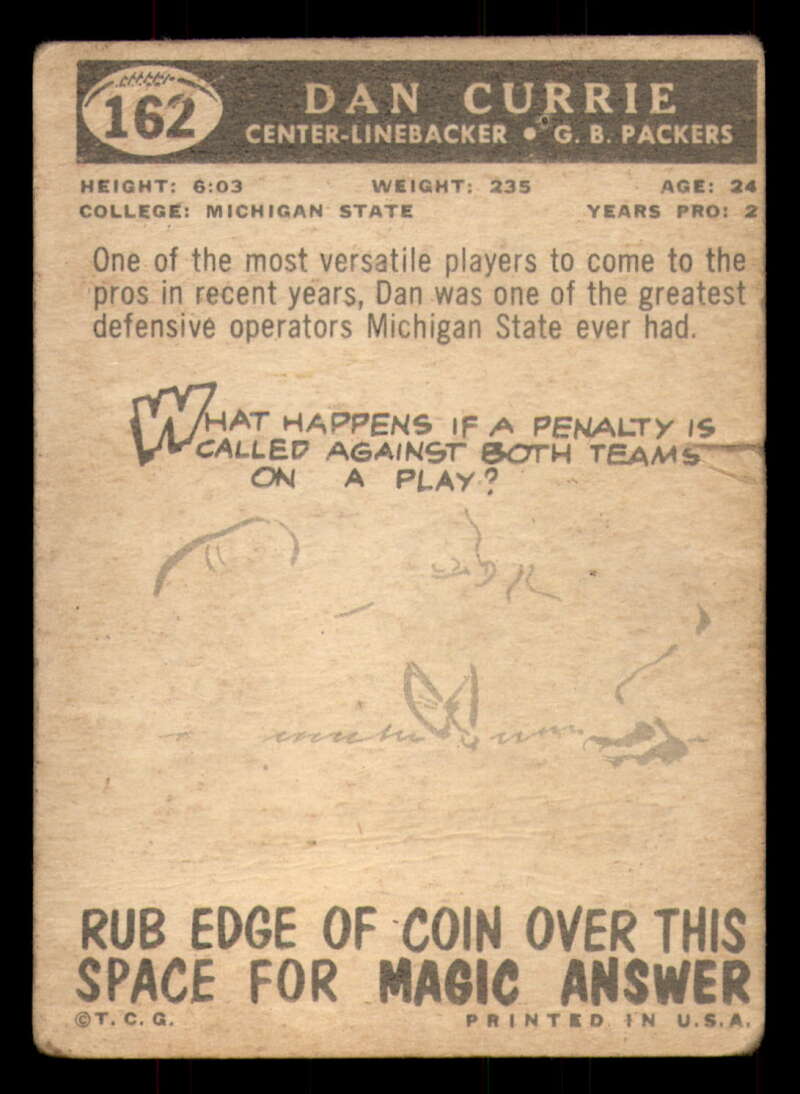 162
DAN CURRIE
CENTER-LINEBACKER • G. B. PACKERS
HEIGHT: 6:03 WEIGHT: 235 AGE: 24
COLLEGE: MICHIGAN STATE YEARS PRO: 2
One of the most versatile players to come to the
pros in recent years, Dan was one of the greatest
defensive operators Michigan State ever had.
WHAT HAPPENS IF A PENALTY IS
CALLED AGAINST BOTH TEAMS
ON A PLAY?
RUB EDGE OF COIN OVER THIS
SPACE FOR MAGIC ANSWER
©T. C. G. PRINTED IN U.S.A.